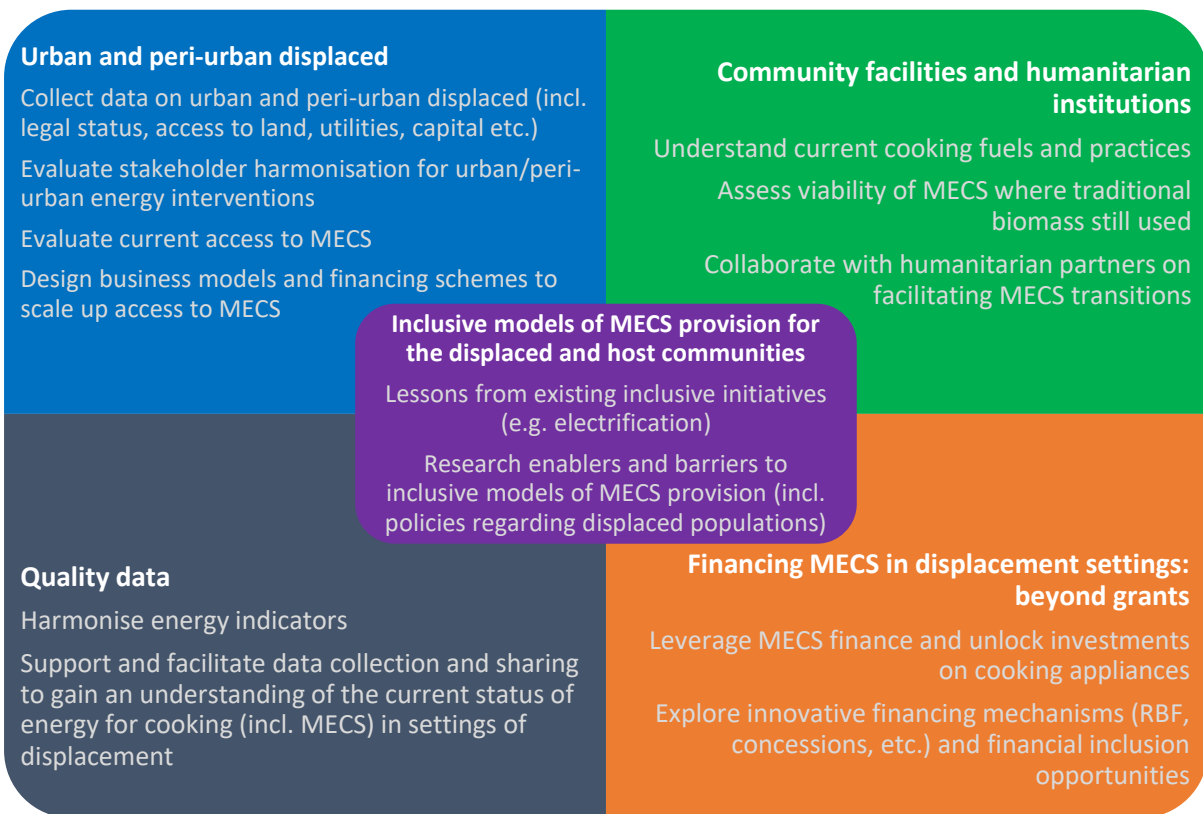 Urban and peri-urban displaced
Collect data on urban and peri-urban displaced (incl.
legal status, access to land, utilities, capital etc.)
Evaluate stakeholder harmonisation for urban/peri-
urban energy interventions
Evaluate current access to MECS
Design business models and financing schemes to
scale up access to MECS
Community facilities and humanitarian
institutions
Understand current cooking fuels and practices
Assess viability of MECS where traditional
biomass still used
Collaborate with humanitarian partners on
facilitating MECS transitions
Inclusive models of MECS provision for
the displaced and host communities
Lessons from existing inclusive initiatives
(e.g. electrification)
Research enablers and barriers to
inclusive models of MECS provision (incl.
policies regarding displaced populations)
Quality data
Harmonise energy indicators
Support and facilitate data collection and sharing
to gain an understanding of the current status of
energy for cooking (incl. MECS) in settings of
displacement
Financing MECS in displacement settings:
beyond grants
Leverage MECS finance and unlock investments
on cooking appliances
Explore innovative financing mechanisms (RBF,
concessions, etc.) and financial inclusion
opportunities